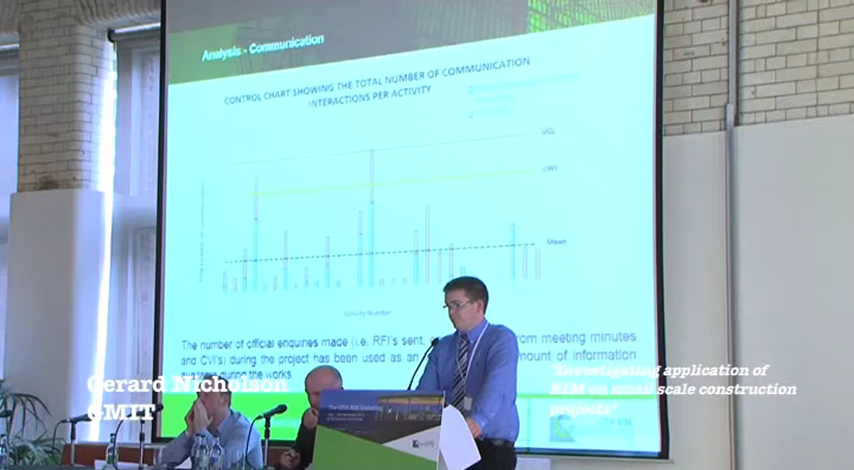 Analysis - Communication
CONTROL CHART SHOWING THE TOTAL NUMBER OF COMMUNICATION
INTERACTIONS PER ACTIVITY
UCL
UWL
Mean
Activity Number
The number of official enquiries made (i.e. RFI's sent, from meeting minutes
and CVI's) during the project has been used as an amount of information
during the works.
Gerard Nicholson
GMIT
"Investigating application of
BIM on small scale construction
projects"